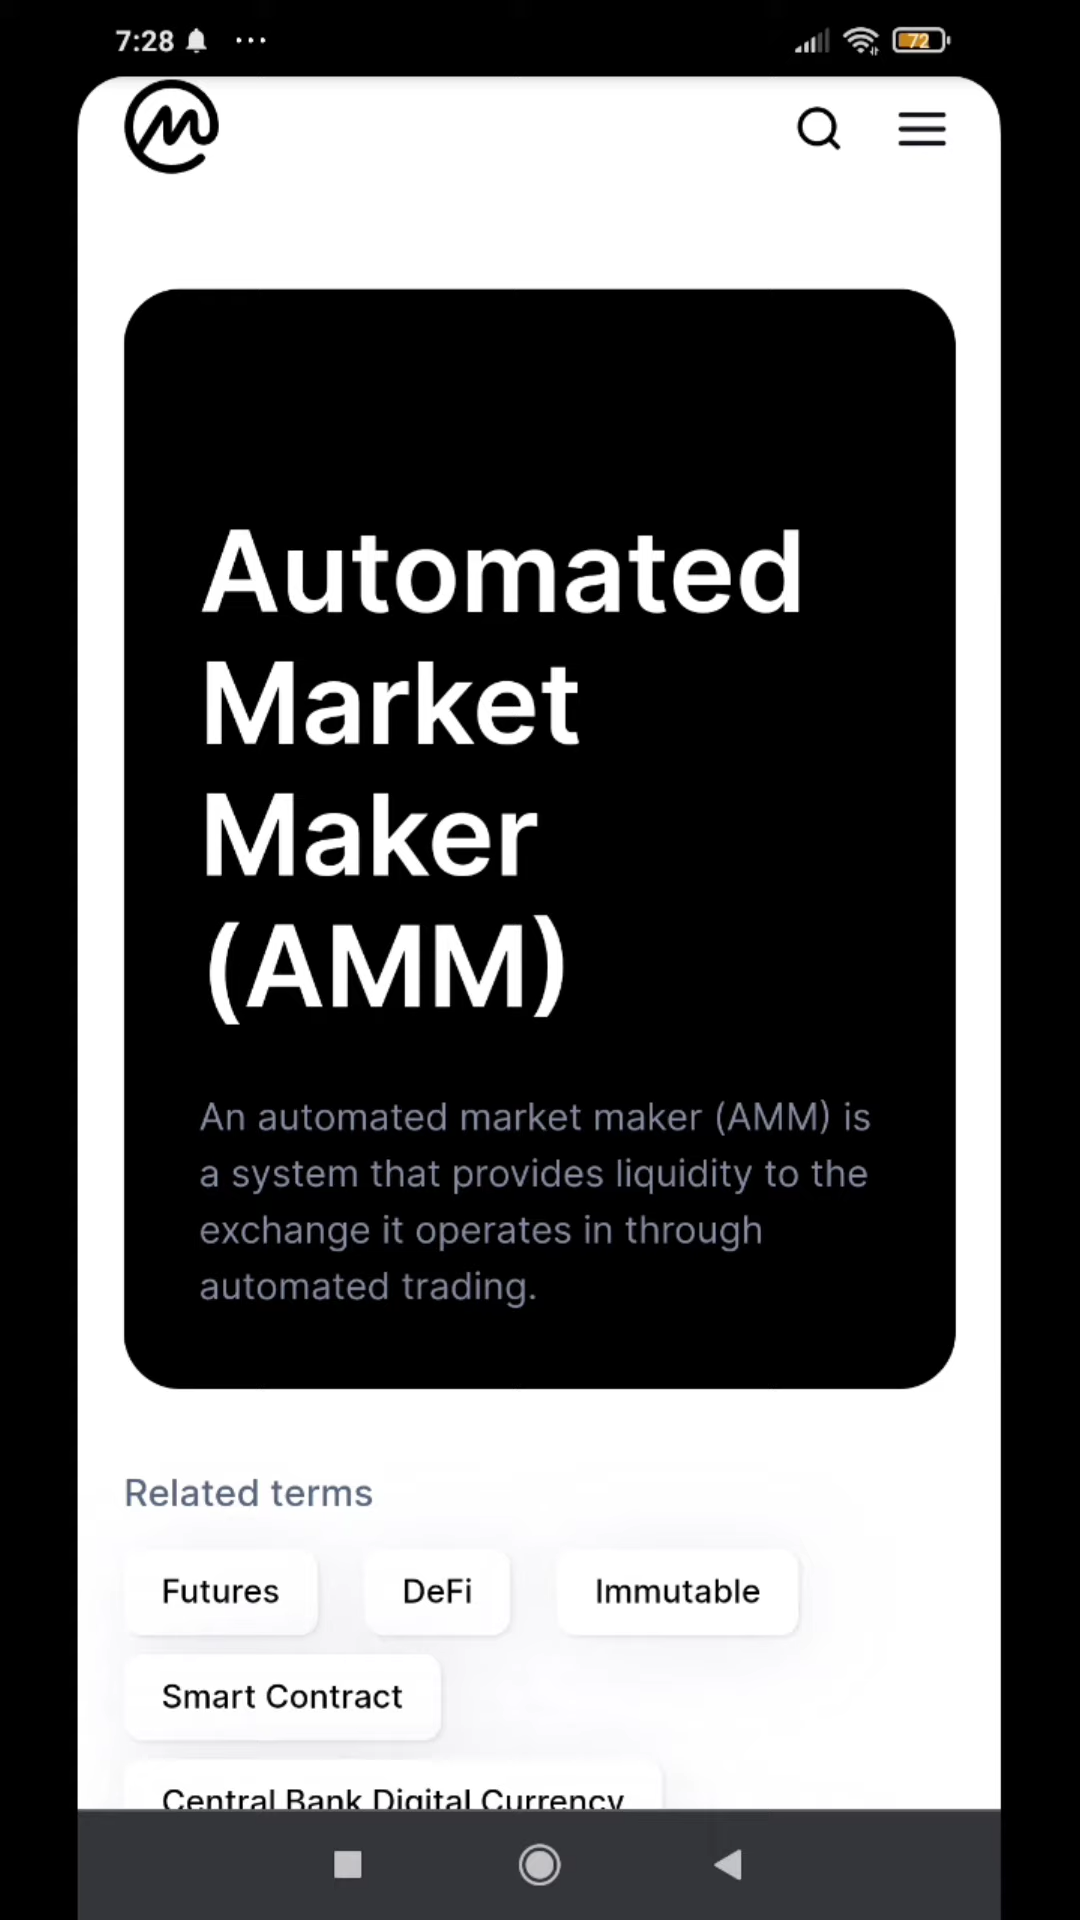 7:28
72
Automated
Market
Maker
(AMM)
An automated market maker (AMM) is
a system that provides liquidity to the
exchange it operates in through
automated trading.
Related terms
Futures
DeFi
Immutable
Smart Contract
Central Bank Digital Currency